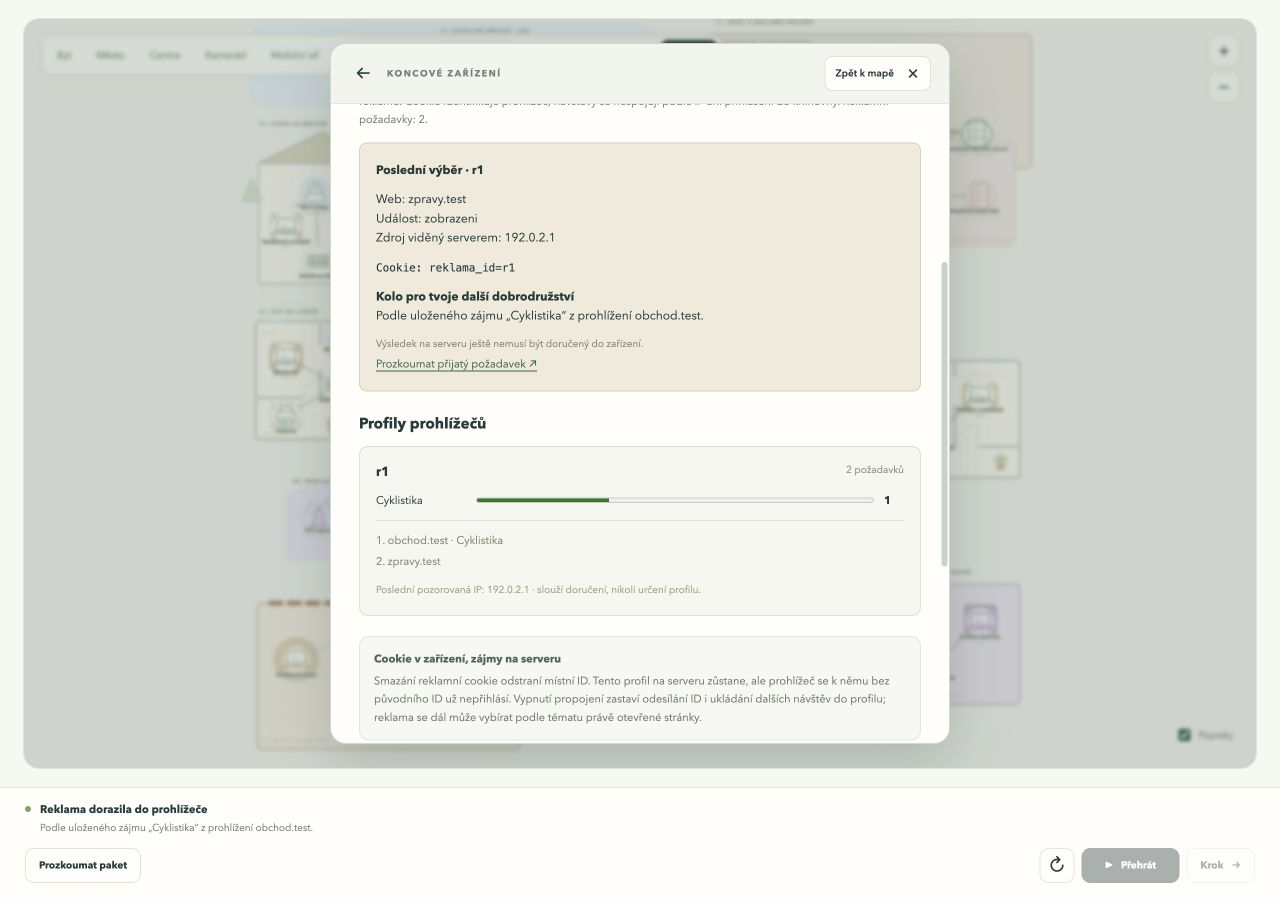 Byt Město Centra Kamarád Mobilní síť
KONCOVÉ ZAŘÍZENÍ
Zpět k mapě
požadavky: 2.
Poslední výběr · r1
Web: zpravy.test
Událost: zobrazeni
Zdroj viděný serverem: 192.0.2.1
Cookie: reklama_id=r1
Kolo pro tvoje další dobrodružství
Podle uloženého zájmu „Cyklistika“ z prohlížení obchod.test.
Výsledek na serveru ještě nemusí být doručený do zařízení.
Prozkoumat přijatý požadavek ↗
Profily prohlížečů
r1
2 požadavků
Cyklistika 1
1. obchod.test · Cyklistika
2. zpravy.test
Poslední pozorovaná IP: 192.0.2.1 · slouží doručení, nikoli určení profilu.
Cookie v zařízení, zájmy na serveru
Smazání reklamní cookie odstraní místní ID. Tento profil na serveru zůstane, ale prohlížeč se k němu bez
původního ID už nepřihlásí. Vypnutí propojení zastaví odesílání ID i ukládání dalších návštěv do profilu;
reklama se dál může vybírat podle tématu právě otevřené stránky.
Popisky
Reklama dorazila do prohlížeče
Podle uloženého zájmu „Cyklistika“ z prohlížení obchod.test.
Prozkoumat paket
Přehrát
Krok →